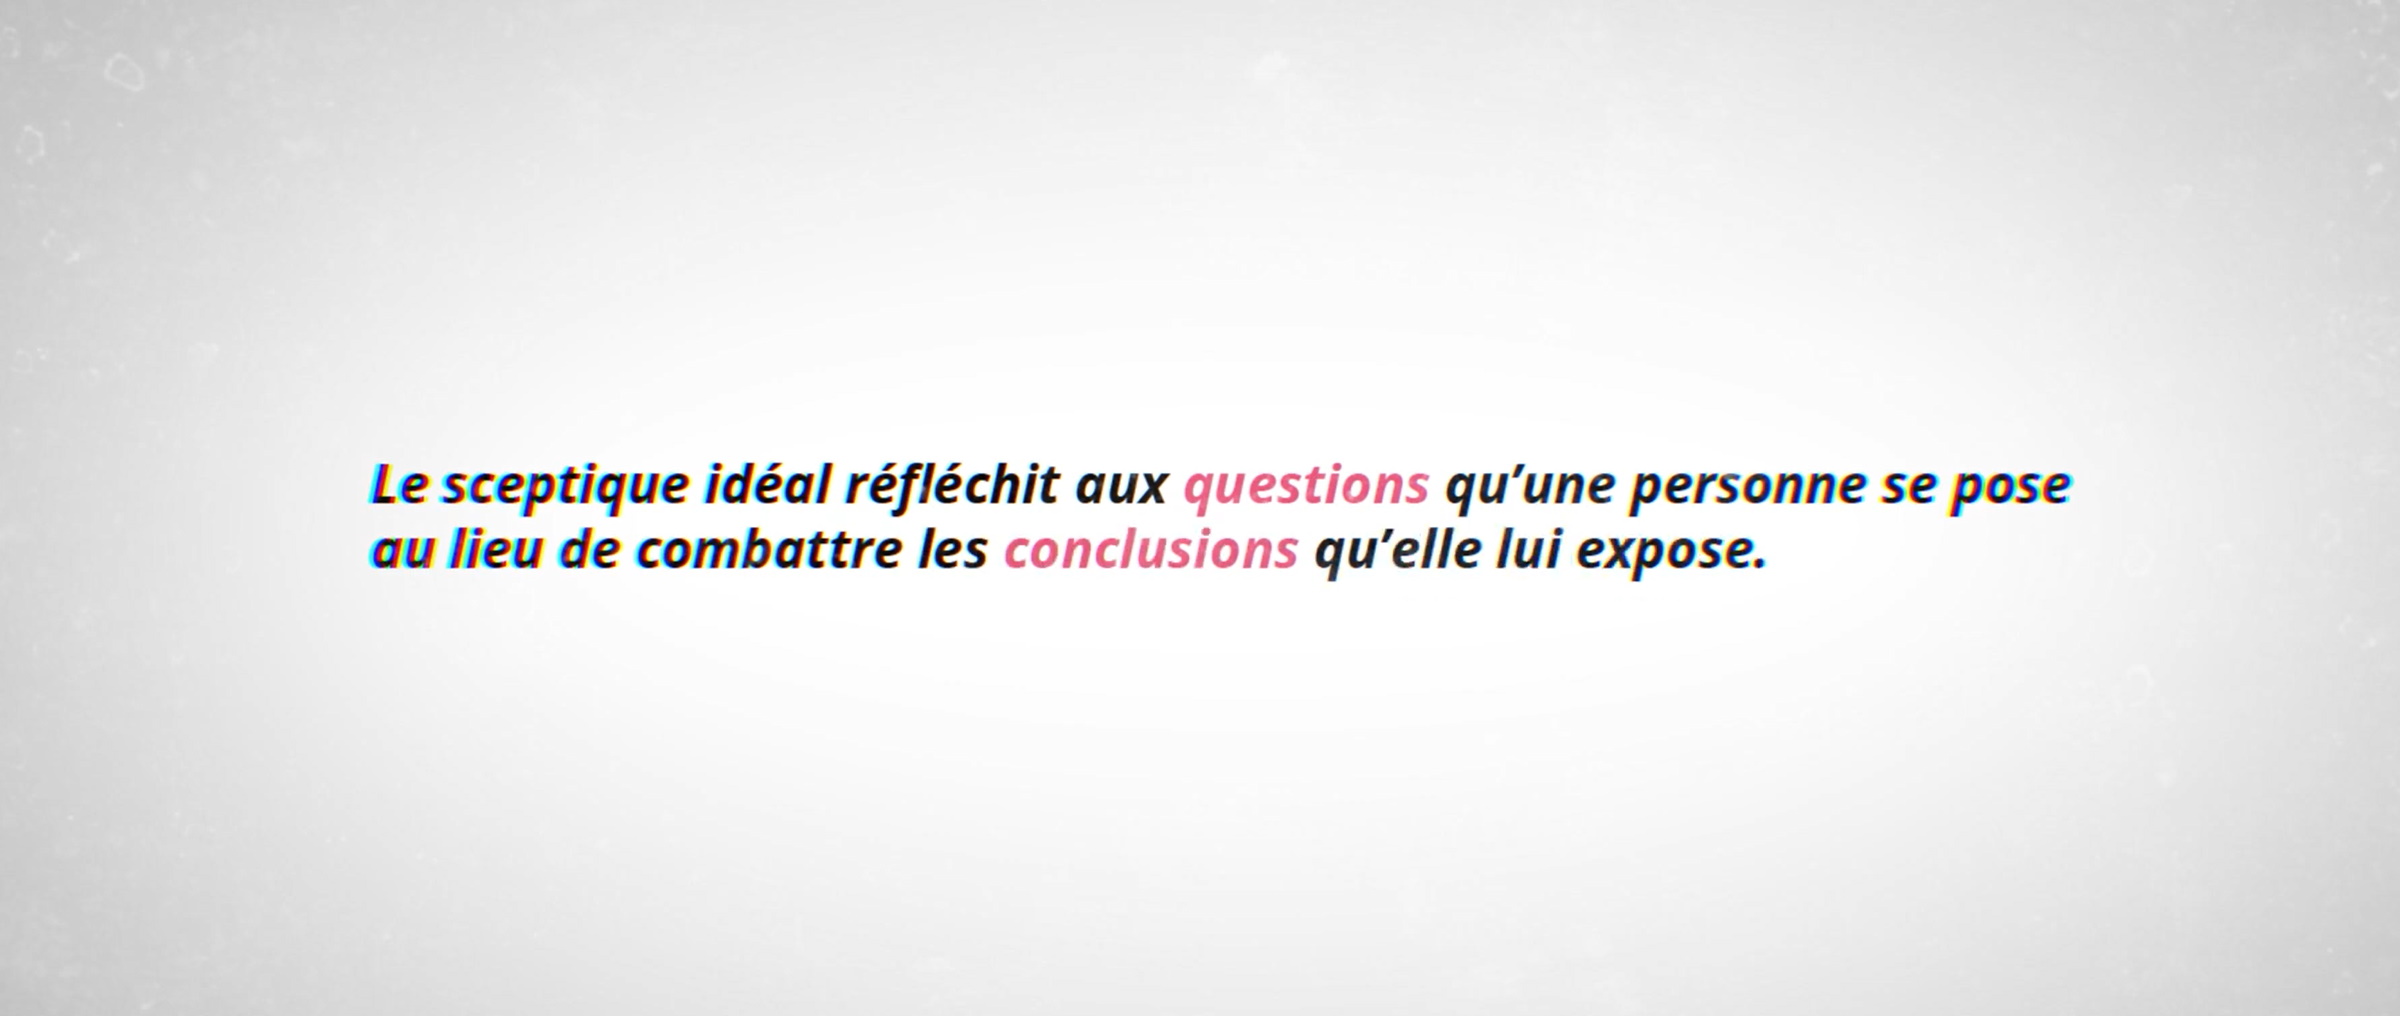 Le sceptique idéal réfléchit aux questions qu’une personne se pose
au lieu de combattre les conclusions qu’elle lui expose.